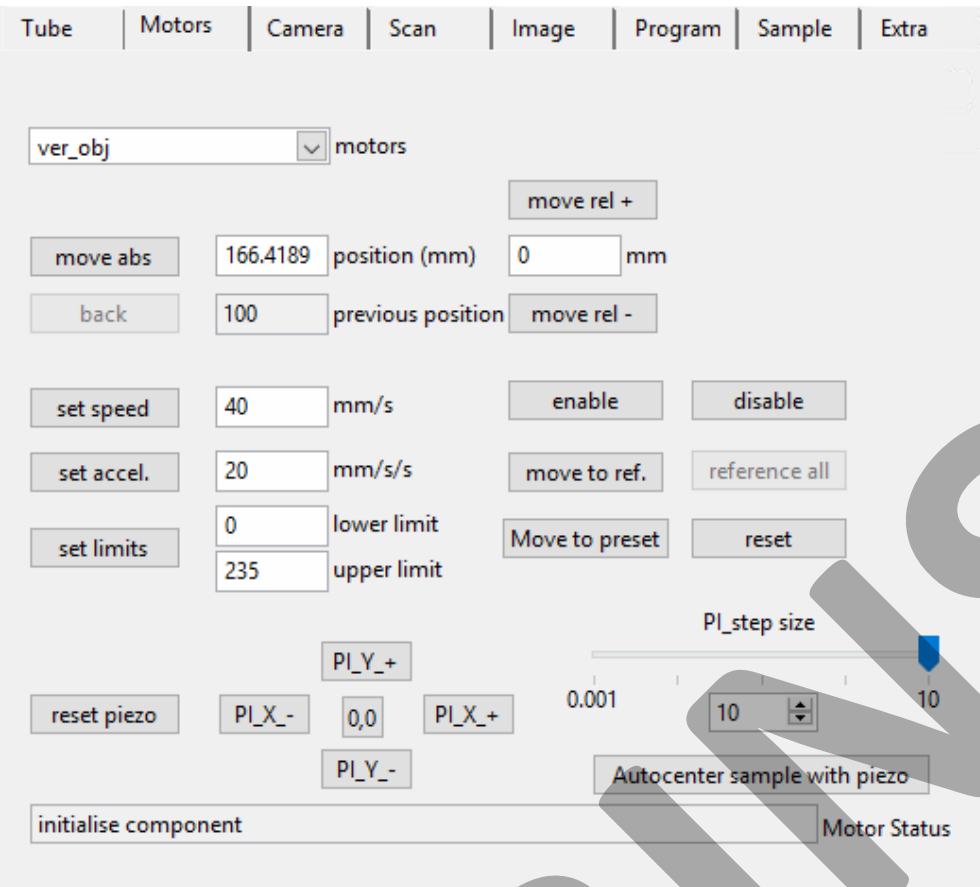 Tube Motors Camera Scan Image Program Sample Extra
ver_obj motors
move rel +
move abs 166.4189 position (mm) 0 mm
back 100 previous position move rel -
set speed 40 mm/s enable disable
set accel. 20 mm/s/s move to ref. reference all
0 lower limit
set limits Move to preset reset
235 upper limit
PI_step size
PI_Y_+
0.001 10
reset piezo PI_X_- 0,0 PI_X_+ 10
PI_Y_- Autocenter sample with piezo
initialise component Motor Status